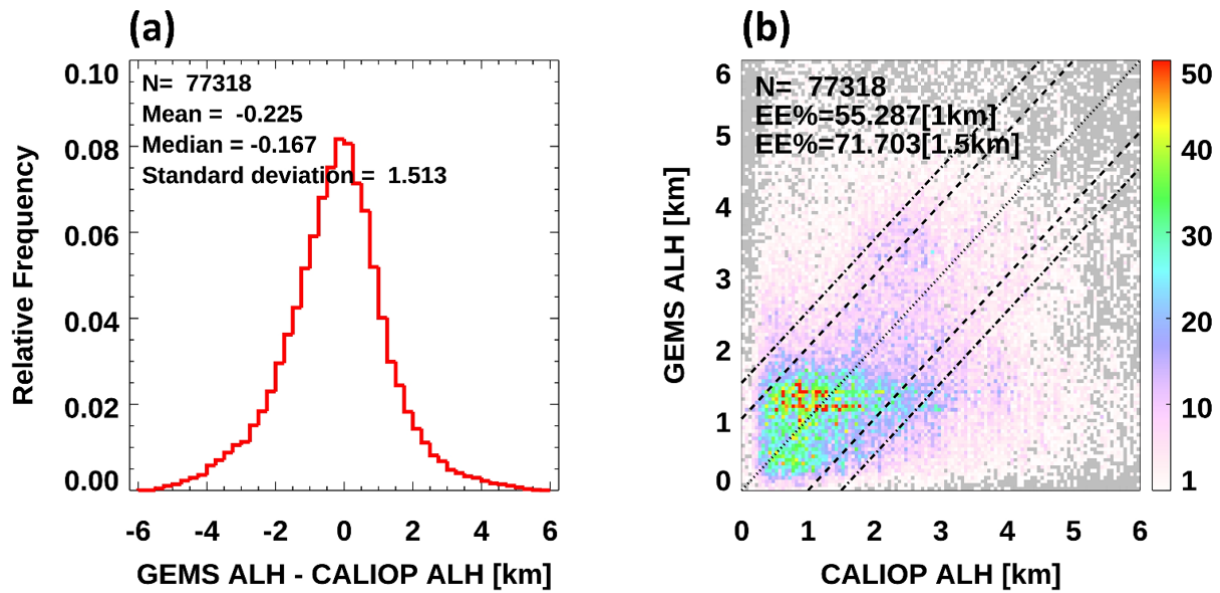 (a)
N= 77318
Mean = -0.225
Median = -0.167
Standard deviation = 1.513
Relative Frequency
0.10
0.08
0.06
0.04
0.02
0.00
-6 -4 -2 0 2 4 6
GEMS ALH - CALIOP ALH [km]
(b)
N= 77318
EE%=55.287[1km]
EE%=71.703[1.5km]
GEMS ALH [km]
6
5
4
3
2
1
0
0 1 2 3 4 5 6
CALIOP ALH [km]
50
40
30
20
10
1